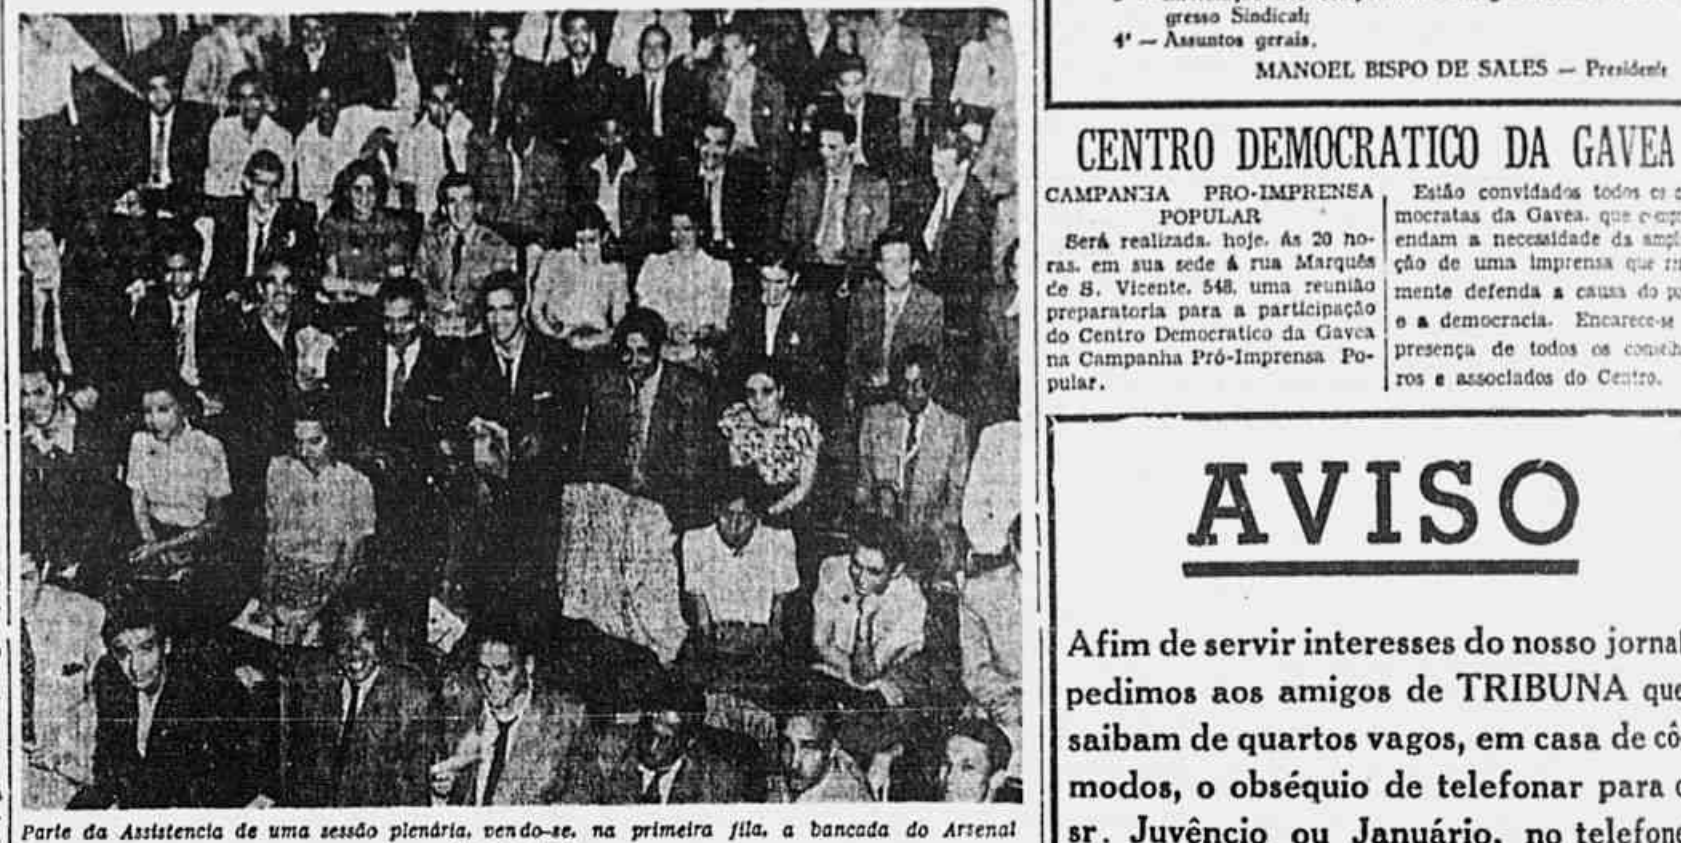 gresso Sindical;
4ª — Assuntos gerais.
MANOEL BISPO DE SALES — Presidente
CENTRO DEMOCRATICO DA GAVEA
CAMPANHA PRO-IMPRENSA
POPULAR
Será realizada, hoje, ás 20 ho-
ras, em sua sede á rua Marquês
de S. Vicente, 548, uma reunião
preparatoria para a participação
do Centro Democratico da Gavea
na Campanha Pró-Imprensa Po-
pular.
Estão convidados todos os
mocratas da Gavea, que
endam a necessidade da
ção de uma imprensa que
mente defenda a causa do
e a democracia. Encarece-se
presença de todos os
ros e associados do Centro.
AVISO
Afim de servir interesses do nosso jornal
pedimos aos amigos de TRIBUNA que
saibam de quartos vagos, em casa de cô-
modos, o obséquio de telefonar para
sr. Juvêncio ou Januário, no telefone
Parte da Assistencia de uma sessão plenária, vendo-se, na primeira fila, a bancada do Arsenal